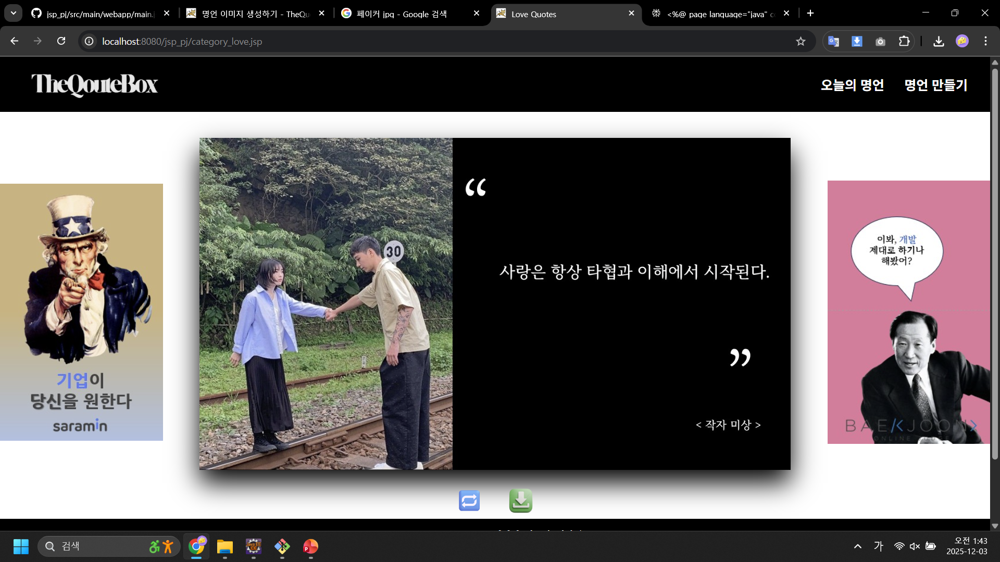 jsp_pj/src/main/webapp/main.j
명언 이미지 생성하기 - TheQu
페이커 jpg - Google 검색
Love Quotes
<%@ page language="java" c
localhost:8080/jsp_pj/category_love.jsp
TheQouteBox
오늘의 명언
명언 만들기
“
30
사랑은 항상 타협과 이해에서 시작된다.
”
< 작자 미상 >
기업이
당신을 원한다
saramin
이봐, 개발
제대로 하기나
해봤어?
BAEKJOON
ONLINE JUDGE
검색
가
오전 1:43
2025-12-03